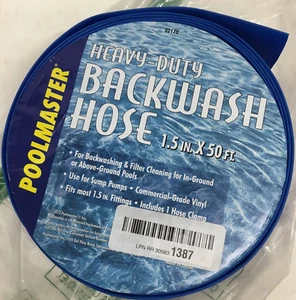 HEAVY-DUTY
BACKWASH
HOSE
1.5 IN. X 50 FT.
POOLMASTER
• For Backwashing & Filter Cleaning for In-Ground
or Above-Ground Pools
• Use for Sump Pumps • Commercial-Grade Vinyl
• Fits most 1.5 in. Fittings • Includes 1 Hose Clamp
LPN RR 30583 1387